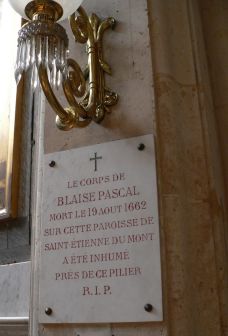 LE CORPS DE
BLAISE PASCAL
MORT LE 19 AOUT 1662
SUR CETTE PAROISSE DE
SAINT-ÉTIENNE DU MONT
A ÉTÉ INHUMÉ
PRÈS DE CE PILIER
R.I.P.